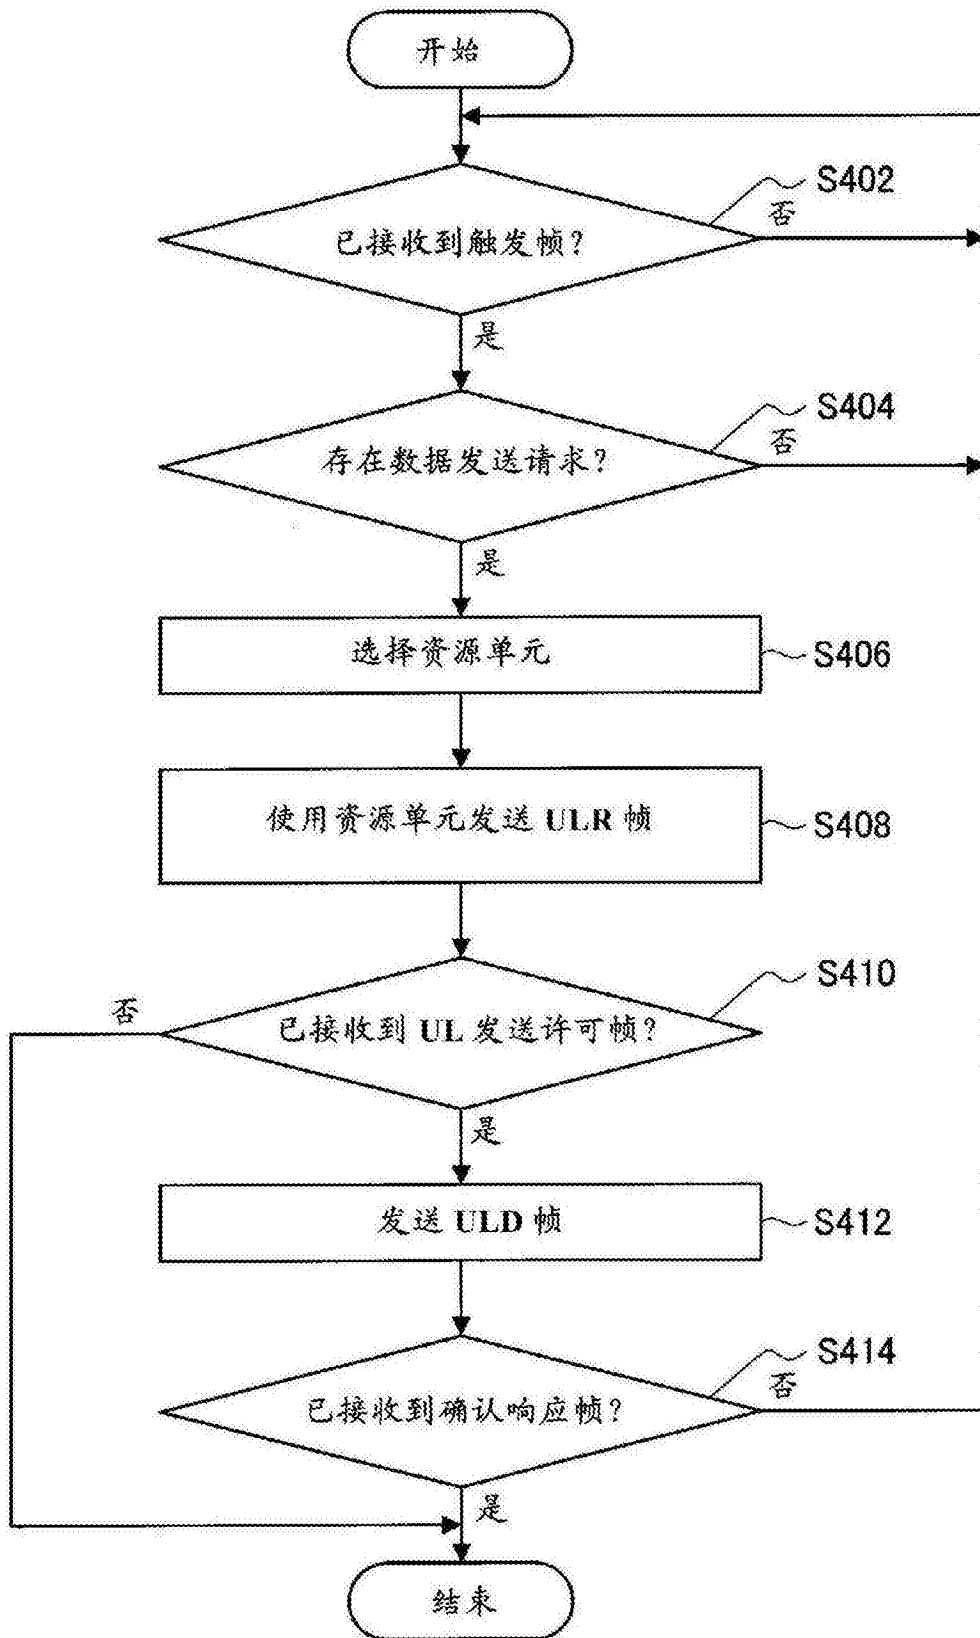 开始
S402
否
已接收到触发帧？
是
S404
否
存在数据发送请求？
是
选择资源单元
S406
使用资源单元发送 ULR 帧
S408
S410
否
已接收到 UL 发送许可帧？
是
发送 ULD 帧
S412
S414
否
已接收到确认响应帧？
是
结束